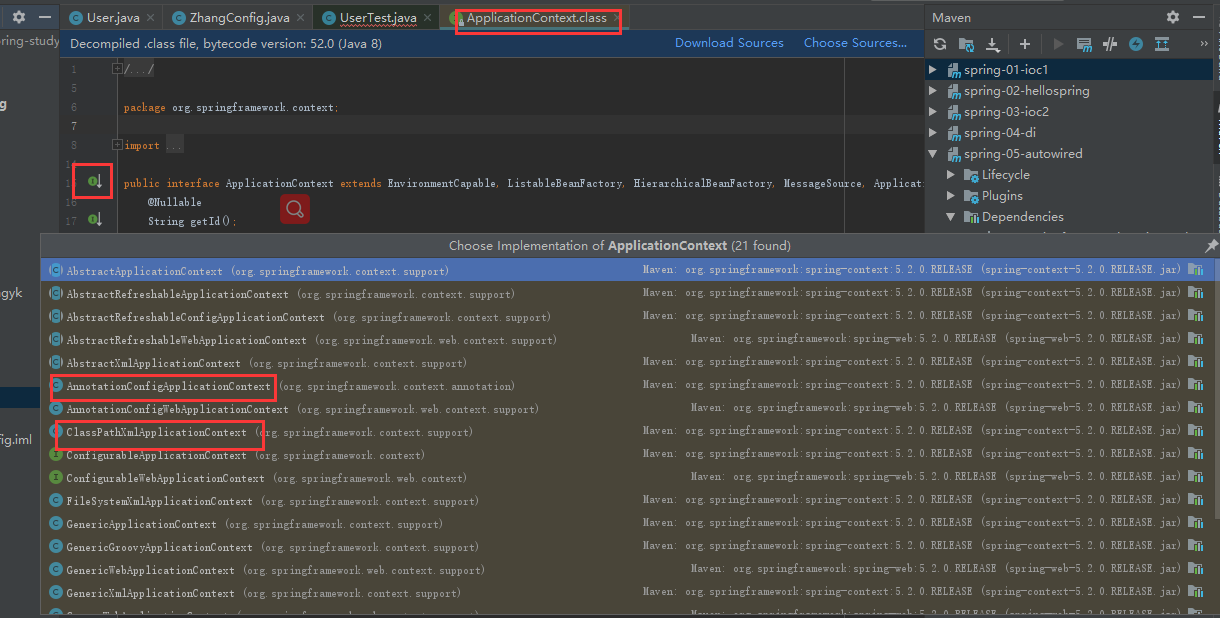 User.java
ZhangConfig.java
UserTest.java
ApplicationContext.class
Maven
ring-study
Decompiled .class file, bytecode version: 52.0 (Java 8)
Download Sources
Choose Sources...
1
/.../
5
6
package org.springframework.context;
7
8
import ...
public interface ApplicationContext extends EnvironmentCapable, ListableBeanFactory, HierarchicalBeanFactory, MessageSource, Applicati
16
@Nullable
17
String getId();
spring-01-ioc1
spring-02-hellospring
spring-03-ioc2
spring-04-di
spring-05-autowired
Lifecycle
Plugins
Dependencies
g
gyk
fig.iml
Choose Implementation of ApplicationContext (21 found)
AbstractApplicationContext (org.springframework.context.support) Maven: org.springframework:spring-context:5.2.0.RELEASE (spring-context-5.2.0.RELEASE.jar)
AbstractRefreshableApplicationContext (org.springframework.context.support) Maven: org.springframework:spring-context:5.2.0.RELEASE (spring-context-5.2.0.RELEASE.jar)
AbstractRefreshableConfigApplicationContext (org.springframework.context.support) Maven: org.springframework:spring-context:5.2.0.RELEASE (spring-context-5.2.0.RELEASE.jar)
AbstractRefreshableWebApplicationContext (org.springframework.web.context.support) Maven: org.springframework:spring-web:5.2.0.RELEASE (spring-web-5.2.0.RELEASE.jar)
AbstractXmlApplicationContext (org.springframework.context.support) Maven: org.springframework:spring-context:5.2.0.RELEASE (spring-context-5.2.0.RELEASE.jar)
AnnotationConfigApplicationContext (org.springframework.context.annotation) Maven: org.springframework:spring-context:5.2.0.RELEASE (spring-context-5.2.0.RELEASE.jar)
AnnotationConfigWebApplicationContext (org.springframework.web.context.support) Maven: org.springframework:spring-web:5.2.0.RELEASE (spring-web-5.2.0.RELEASE.jar)
ClassPathXmlApplicationContext (org.springframework.context.support) Maven: org.springframework:spring-context:5.2.0.RELEASE (spring-context-5.2.0.RELEASE.jar)
ConfigurableApplicationContext (org.springframework.context) Maven: org.springframework:spring-context:5.2.0.RELEASE (spring-context-5.2.0.RELEASE.jar)
ConfigurableWebApplicationContext (org.springframework.web.context) Maven: org.springframework:spring-web:5.2.0.RELEASE (spring-web-5.2.0.RELEASE.jar)
FileSystemXmlApplicationContext (org.springframework.context.support) Maven: org.springframework:spring-context:5.2.0.RELEASE (spring-context-5.2.0.RELEASE.jar)
GenericApplicationContext (org.springframework.context.support) Maven: org.springframework:spring-context:5.2.0.RELEASE (spring-context-5.2.0.RELEASE.jar)
GenericGroovyApplicationContext (org.springframework.context.support) Maven: org.springframework:spring-context:5.2.0.RELEASE (spring-context-5.2.0.RELEASE.jar)
GenericWebApplicationContext (org.springframework.web.context.support) Maven: org.springframework:spring-web:5.2.0.RELEASE (spring-web-5.2.0.RELEASE.jar)
GenericXmlApplicationContext (org.springframework.context.support) Maven: org.springframework:spring-context:5.2.0.RELEASE (spring-context-5.2.0.RELEASE.jar)